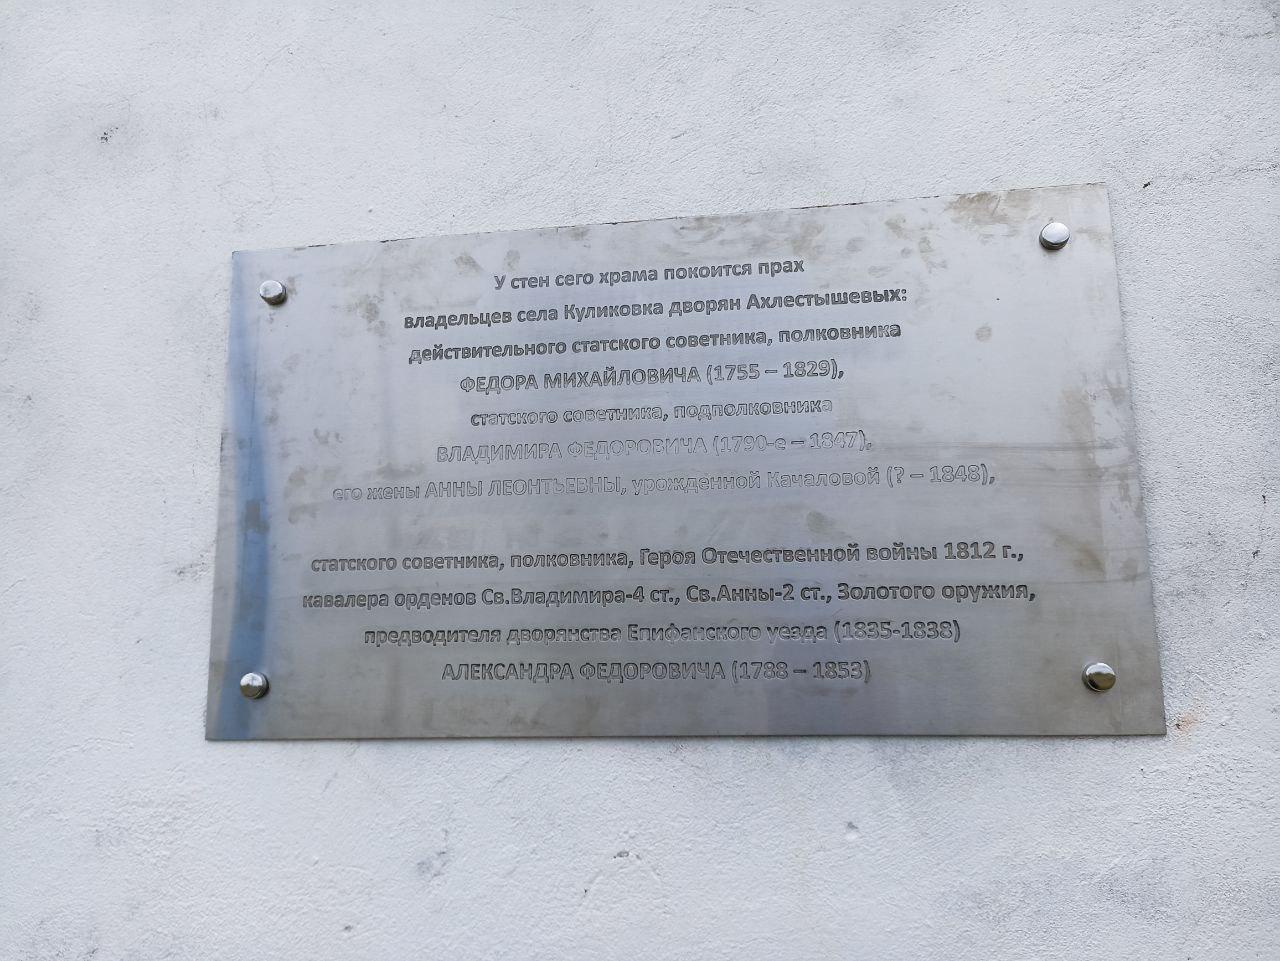 У стен сего храма покоится прах
владельцев села Куликовка дворян Ахлестышевых:
действительного статского советника, полковника
ФЕДОРА МИХАЙЛОВИЧА (1755 – 1829),
статского советника, подполковника
ВЛАДИМИРА ФЕДОРОВИЧА (1790-е – 1847),
его жены АННЫ ЛЕОНТЬЕВНЫ, урожденной Качаловой (? – 1848),
статского советника, полковника, Героя Отечественной войны 1812 г.,
кавалера орденов Св.Владимира-4 ст., Св.Анны-2 ст., Золотого оружия,
предводителя дворянства Епифанского уезда (1835-1838)
АЛЕКСАНДРА ФЕДОРОВИЧА (1788 – 1853)